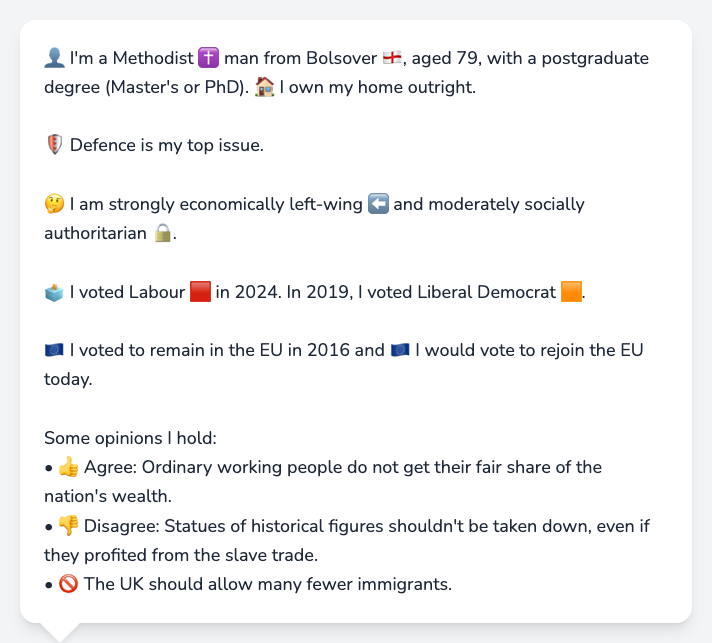 👤 I'm a Methodist ✝️ man from Bolsover 🏴󠁧󠁢󠁥󠁮󠁧󠁿, aged 79, with a postgraduate
degree (Master's or PhD). 🏠 I own my home outright.
🛡️ Defence is my top issue.
🤔 I am strongly economically left-wing ⬅️ and moderately socially
authoritarian 🔒.
🗳️ I voted Labour 🟥 in 2024. In 2019, I voted Liberal Democrat 🟧.
🇪🇺 I voted to remain in the EU in 2016 and 🇪🇺 I would vote to rejoin the EU
today.
Some opinions I hold:
• 👍 Agree: Ordinary working people do not get their fair share of the
nation's wealth.
• 👎 Disagree: Statues of historical figures shouldn't be taken down, even if
they profited from the slave trade.
• 🚫 The UK should allow many fewer immigrants.